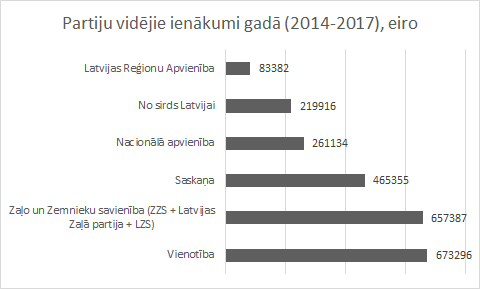 Partiju vidējie ienākumi gadā (2014-2017), eiro
Latvijas Reģionu Apvienība 83382
No sirds Latvijai 219916
Nacionālā apvienība 261134
Saskaņa 465355
Zaļo un Zemnieku savienība (ZZS + Latvijas
Zaļā partija + LZS) 657387
Vienotība 673296